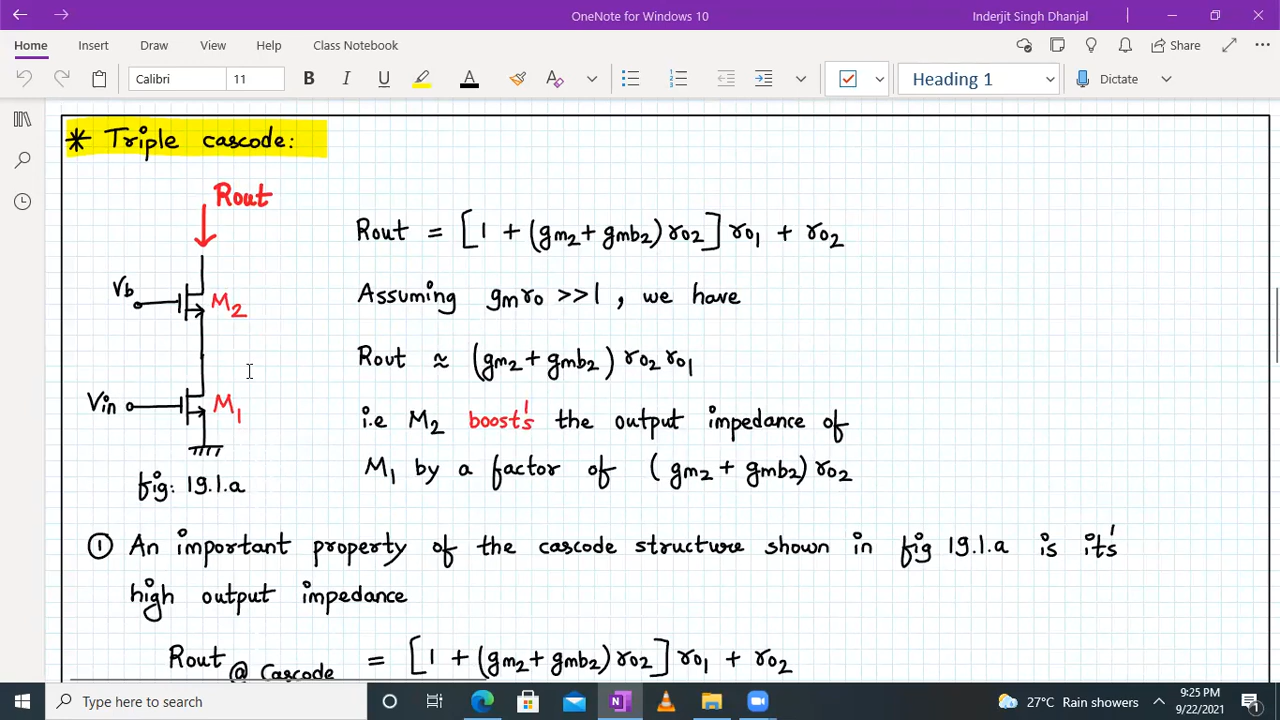 OneNote for Windows 10
Inderjit Singh Dhanjal
Home Insert Draw View Help Class Notebook
Share
Calibri 11 B I U A Heading 1 Dictate
* Triple cascode:
Rout
Rout = [1 + (gm2 + gmb2) ro2] ro1 + ro2
Vb
M2
Assuming gmro >>1, we have
Rout ≈ (gm2 + gmb2) ro2 ro1
Vin
M1
i.e M2 boost's the output impedance of
M1 by a factor of (gm2 + gmb2) ro2
fig: 19.1.a
① An important property of the cascode structure shown in fig 19.1.a is it's
high output impedance
Rout @ Cascode = [1 + (gm2 + gmb2) ro2] ro1 + ro2
Type here to search
27°C Rain showers
9:25 PM
9/22/2021
1